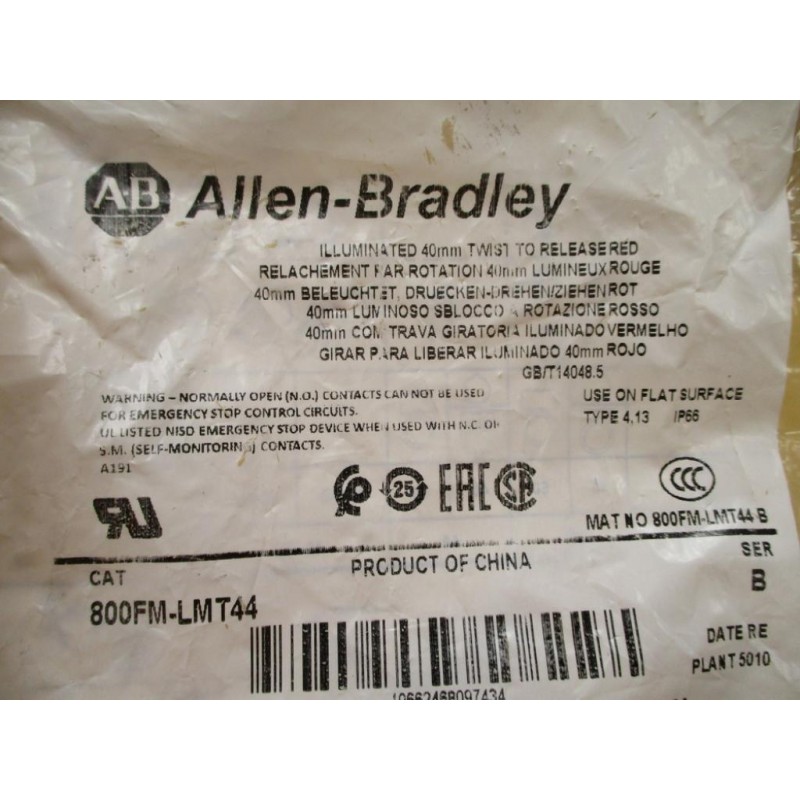 AB Allen-Bradley
ILLUMINATED 40mm TWIST TO RELEASE RED
RELACHEMENT PAR ROTATION 40mm LUMINEUX ROUGE
40mm BELEUCHTET, DRUECKEN-DREHEN/ZIEHEN ROT
40mm LUMINOSO SBLOCCO A ROTAZIONE ROSSO
40mm COM TRAVA GIRATORIA ILUMINADO VERMELHO
GIRAR PARA LIBERAR ILUMINADO 40mm ROJO
GB/T14048.5
WARNING – NORMALLY OPEN (N.O.) CONTACTS CAN NOT BE USED
FOR EMERGENCY STOP CONTROL CIRCUITS.
UL LISTED NISD EMERGENCY STOP DEVICE WHEN USED WITH N.C. OR
S.M. (SELF-MONITORING) CONTACTS.
A191
USE ON FLAT SURFACE
TYPE 4,13 IP66
25 EAC SA CCC
MAT NO 800FM-LMT44 B
PRODUCT OF CHINA
CAT
800FM-LMT44
SER
B
DATE RE
PLANT 5010
10662468097434